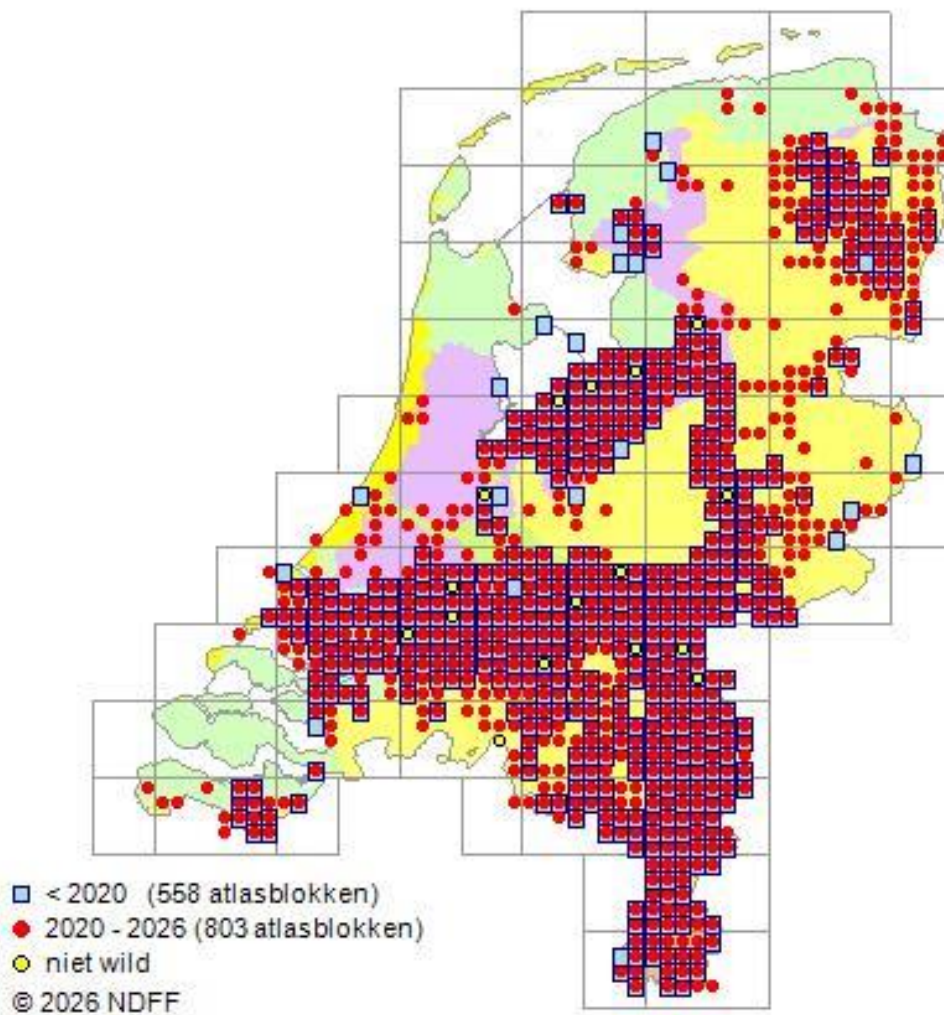 < 2020 (558 atlasblokken)
2020 - 2026 (803 atlasblokken)
niet wild
© 2026 NDFF